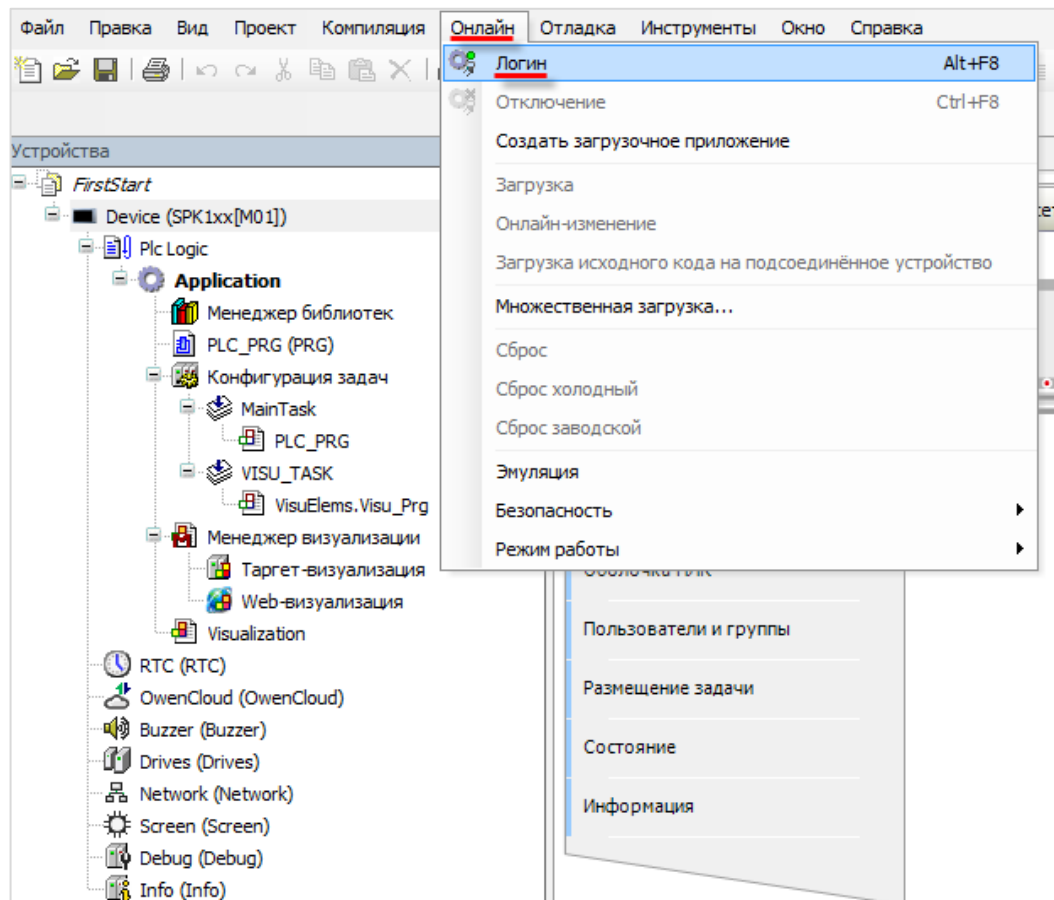 Файл Правка Вид Проект Компиляция Онлайн Отладка Инструменты Окно Справка
Логин Alt+F8
Отключение Ctrl+F8
Создать загрузочное приложение
Загрузка
Онлайн-изменение
Загрузка исходного кода на подсоединённое устройство
Множественная загрузка...
Сброс
Сброс холодный
Сброс заводской
Эмуляция
Безопасность
Режим работы
Устройства
FirstStart
Device (SPK1xx[M01])
Plc Logic
Application
Менеджер библиотек
PLC_PRG (PRG)
Конфигурация задач
MainTask
PLC_PRG
VISU_TASK
VisuElems.Visu_Prg
Менеджер визуализации
Таргет-визуализация
Web-визуализация
Visualization
RTC (RTC)
OwenCloud (OwenCloud)
Buzzer (Buzzer)
Drives (Drives)
Network (Network)
Screen (Screen)
Debug (Debug)
Info (Info)
Пользователи и группы
Размещение задачи
Состояние
Информация